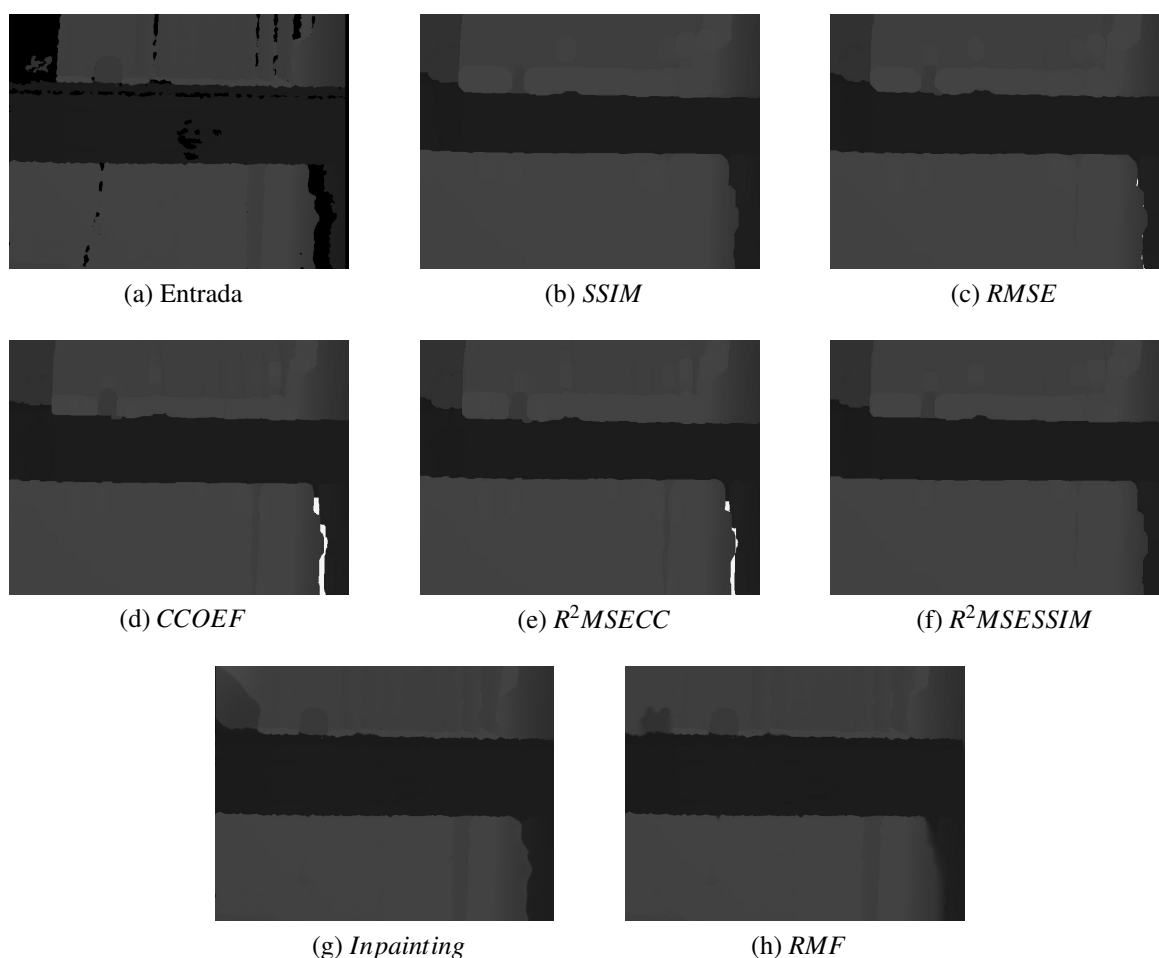 (a) Entrada
(b) SSIM
(c) RMSE
(d) CCOEF
(e) R²MSECC
(f) R²MSESSIM
(g) Inpainting
(h) RMF